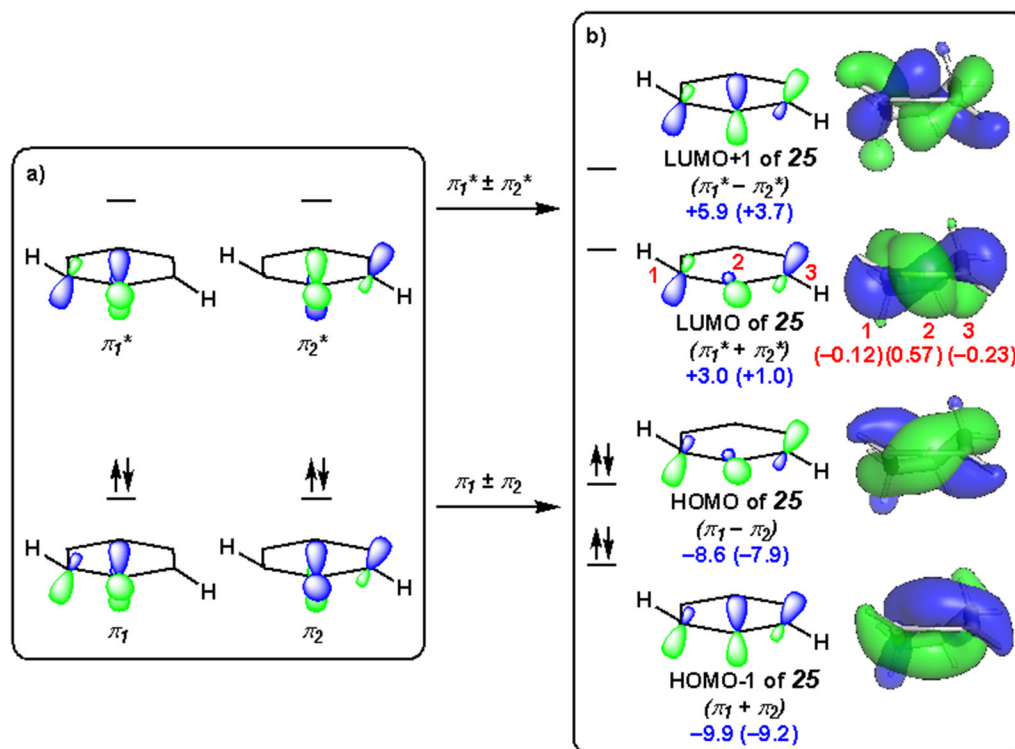 a)
H
H
π1*
H
H
π2*
H
H
π1
H
H
π2
π1* ± π2*
π1 ± π2
b)
H
H
LUMO+1 of 25
(π1* − π2*)
+5.9 (+3.7)
H
1
2
3
H
LUMO of 25
(π1* + π2*)
+3.0 (+1.0)
1 2 3
(−0.12)(0.57) (−0.23)
H
H
HOMO of 25
(π1 − π2)
−8.6 (−7.9)
H
H
HOMO-1 of 25
(π1 + π2)
−9.9 (−9.2)